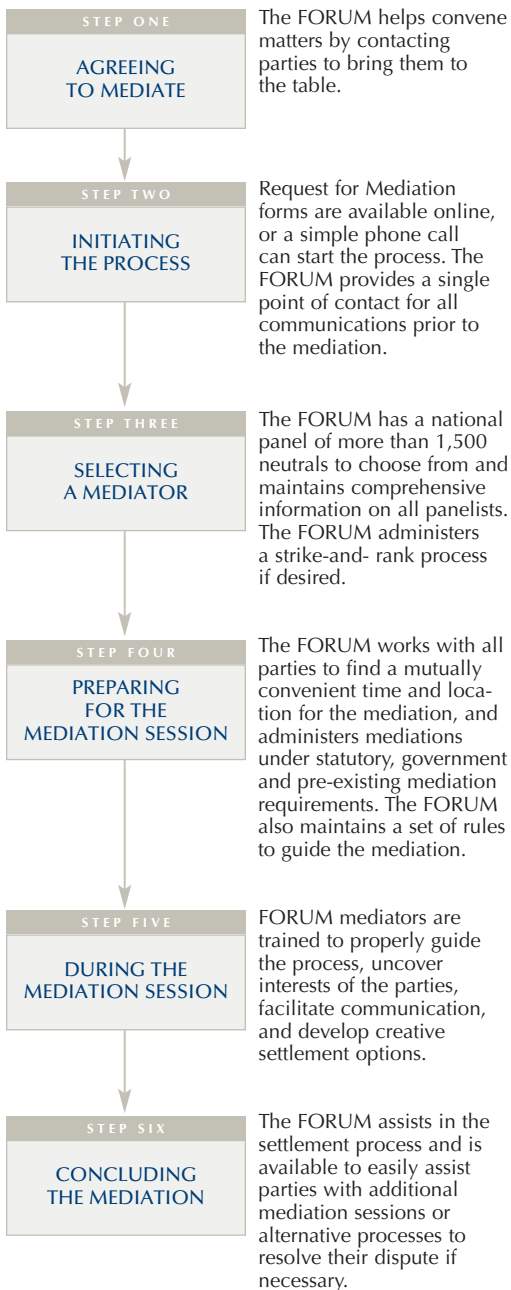 STEP ONE
AGREEING
TO MEDIATE
The FORUM helps convene
matters by contacting
parties to bring them to
the table.
STEP TWO
INITIATING
THE PROCESS
Request for Mediation
forms are available online,
or a simple phone call
can start the process. The
FORUM provides a single
point of contact for all
communications prior to
the mediation.
STEP THREE
SELECTING
A MEDIATOR
The FORUM has a national
panel of more than 1,500
neutrals to choose from and
maintains comprehensive
information on all panelists.
The FORUM administers
a strike-and- rank process
if desired.
STEP FOUR
PREPARING
FOR THE
MEDIATION SESSION
The FORUM works with all
parties to find a mutually
convenient time and loca-
tion for the mediation, and
administers mediations
under statutory, government
and pre-existing mediation
requirements. The FORUM
also maintains a set of rules
to guide the mediation.
STEP FIVE
DURING THE
MEDIATION SESSION
FORUM mediators are
trained to properly guide
the process, uncover
interests of the parties,
facilitate communication,
and develop creative
settlement options.
STEP SIX
CONCLUDING
THE MEDIATION
The FORUM assists in the
settlement process and is
available to easily assist
parties with additional
mediation sessions or
alternative processes to
resolve their dispute if
necessary.